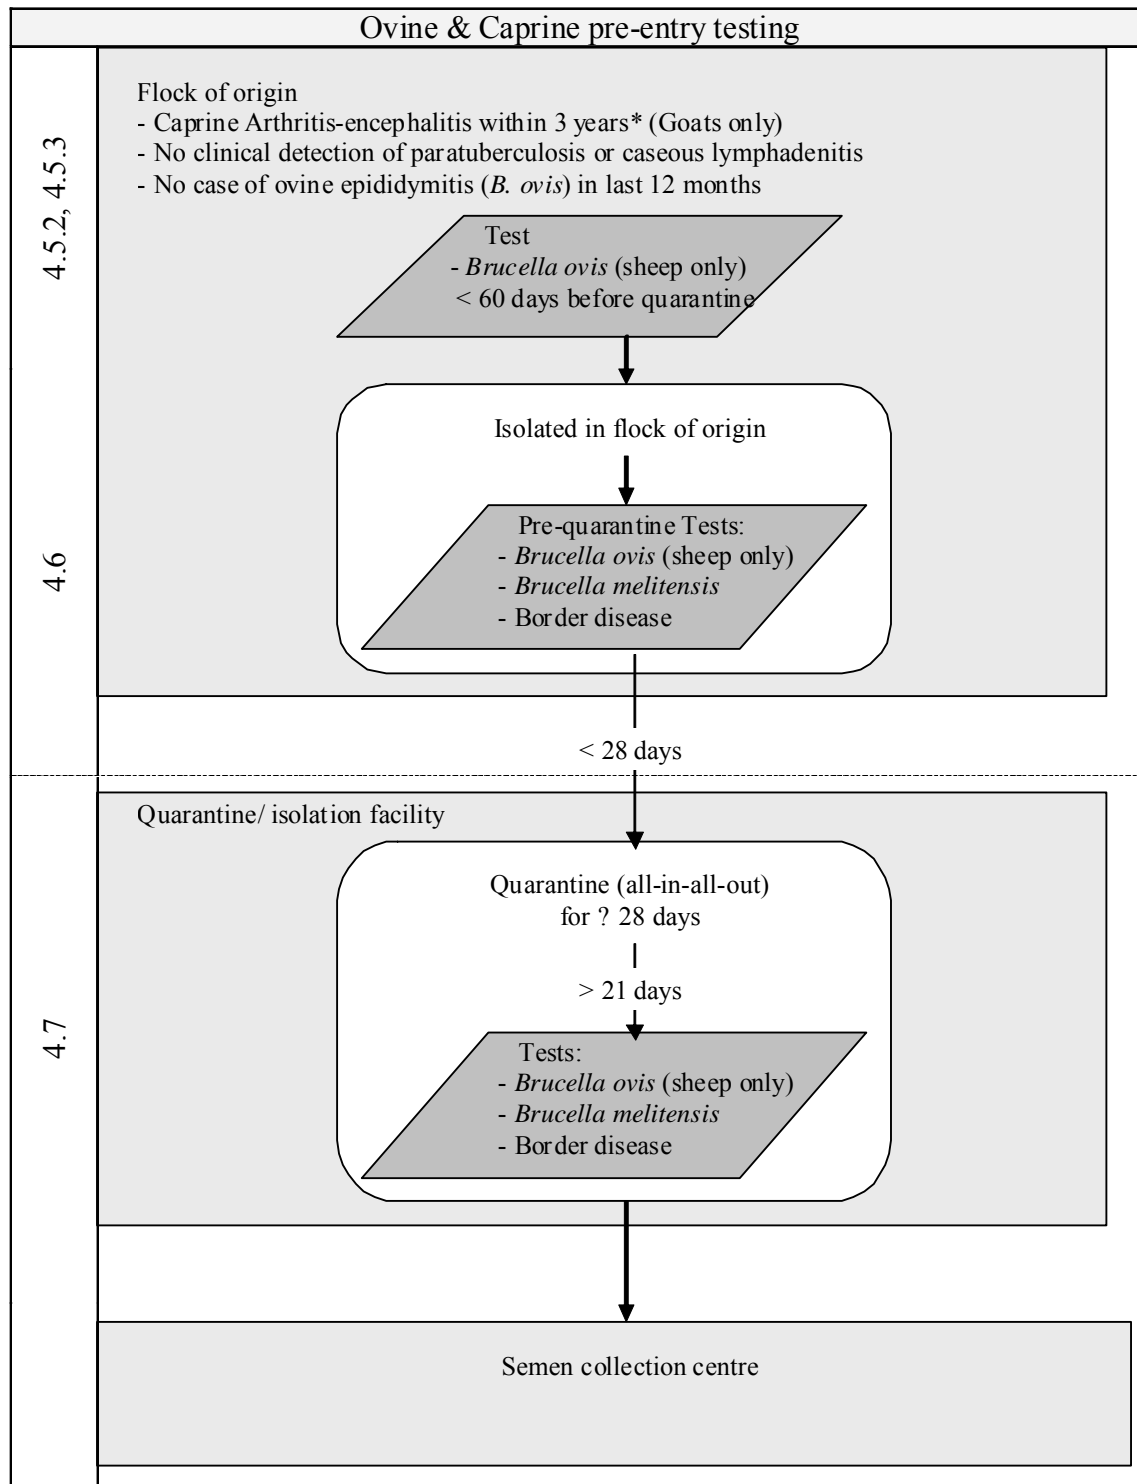 Ovine & Caprine pre-entry testing
4.5.2, 4.5.3
Flock of origin
- Caprine Arthritis-encephalitis within 3 years* (Goats only)
- No clinical detection of paratuberculosis or caseous lymphadenitis
- No case of ovine epididymitis (B. ovis) in last 12 months
Test
- Brucella ovis (sheep only)
< 60 days before quarantine
4.6
Isolated in flock of origin
Pre-quarantine Tests:
- Brucella ovis (sheep only)
- Brucella melitensis
- Border disease
< 28 days
4.7
Quarantine/ isolation facility
Quarantine (all-in-all-out)
for ? 28 days
> 21 days
Tests:
- Brucella ovis (sheep only)
- Brucella melitensis
- Border disease
Semen collection centre